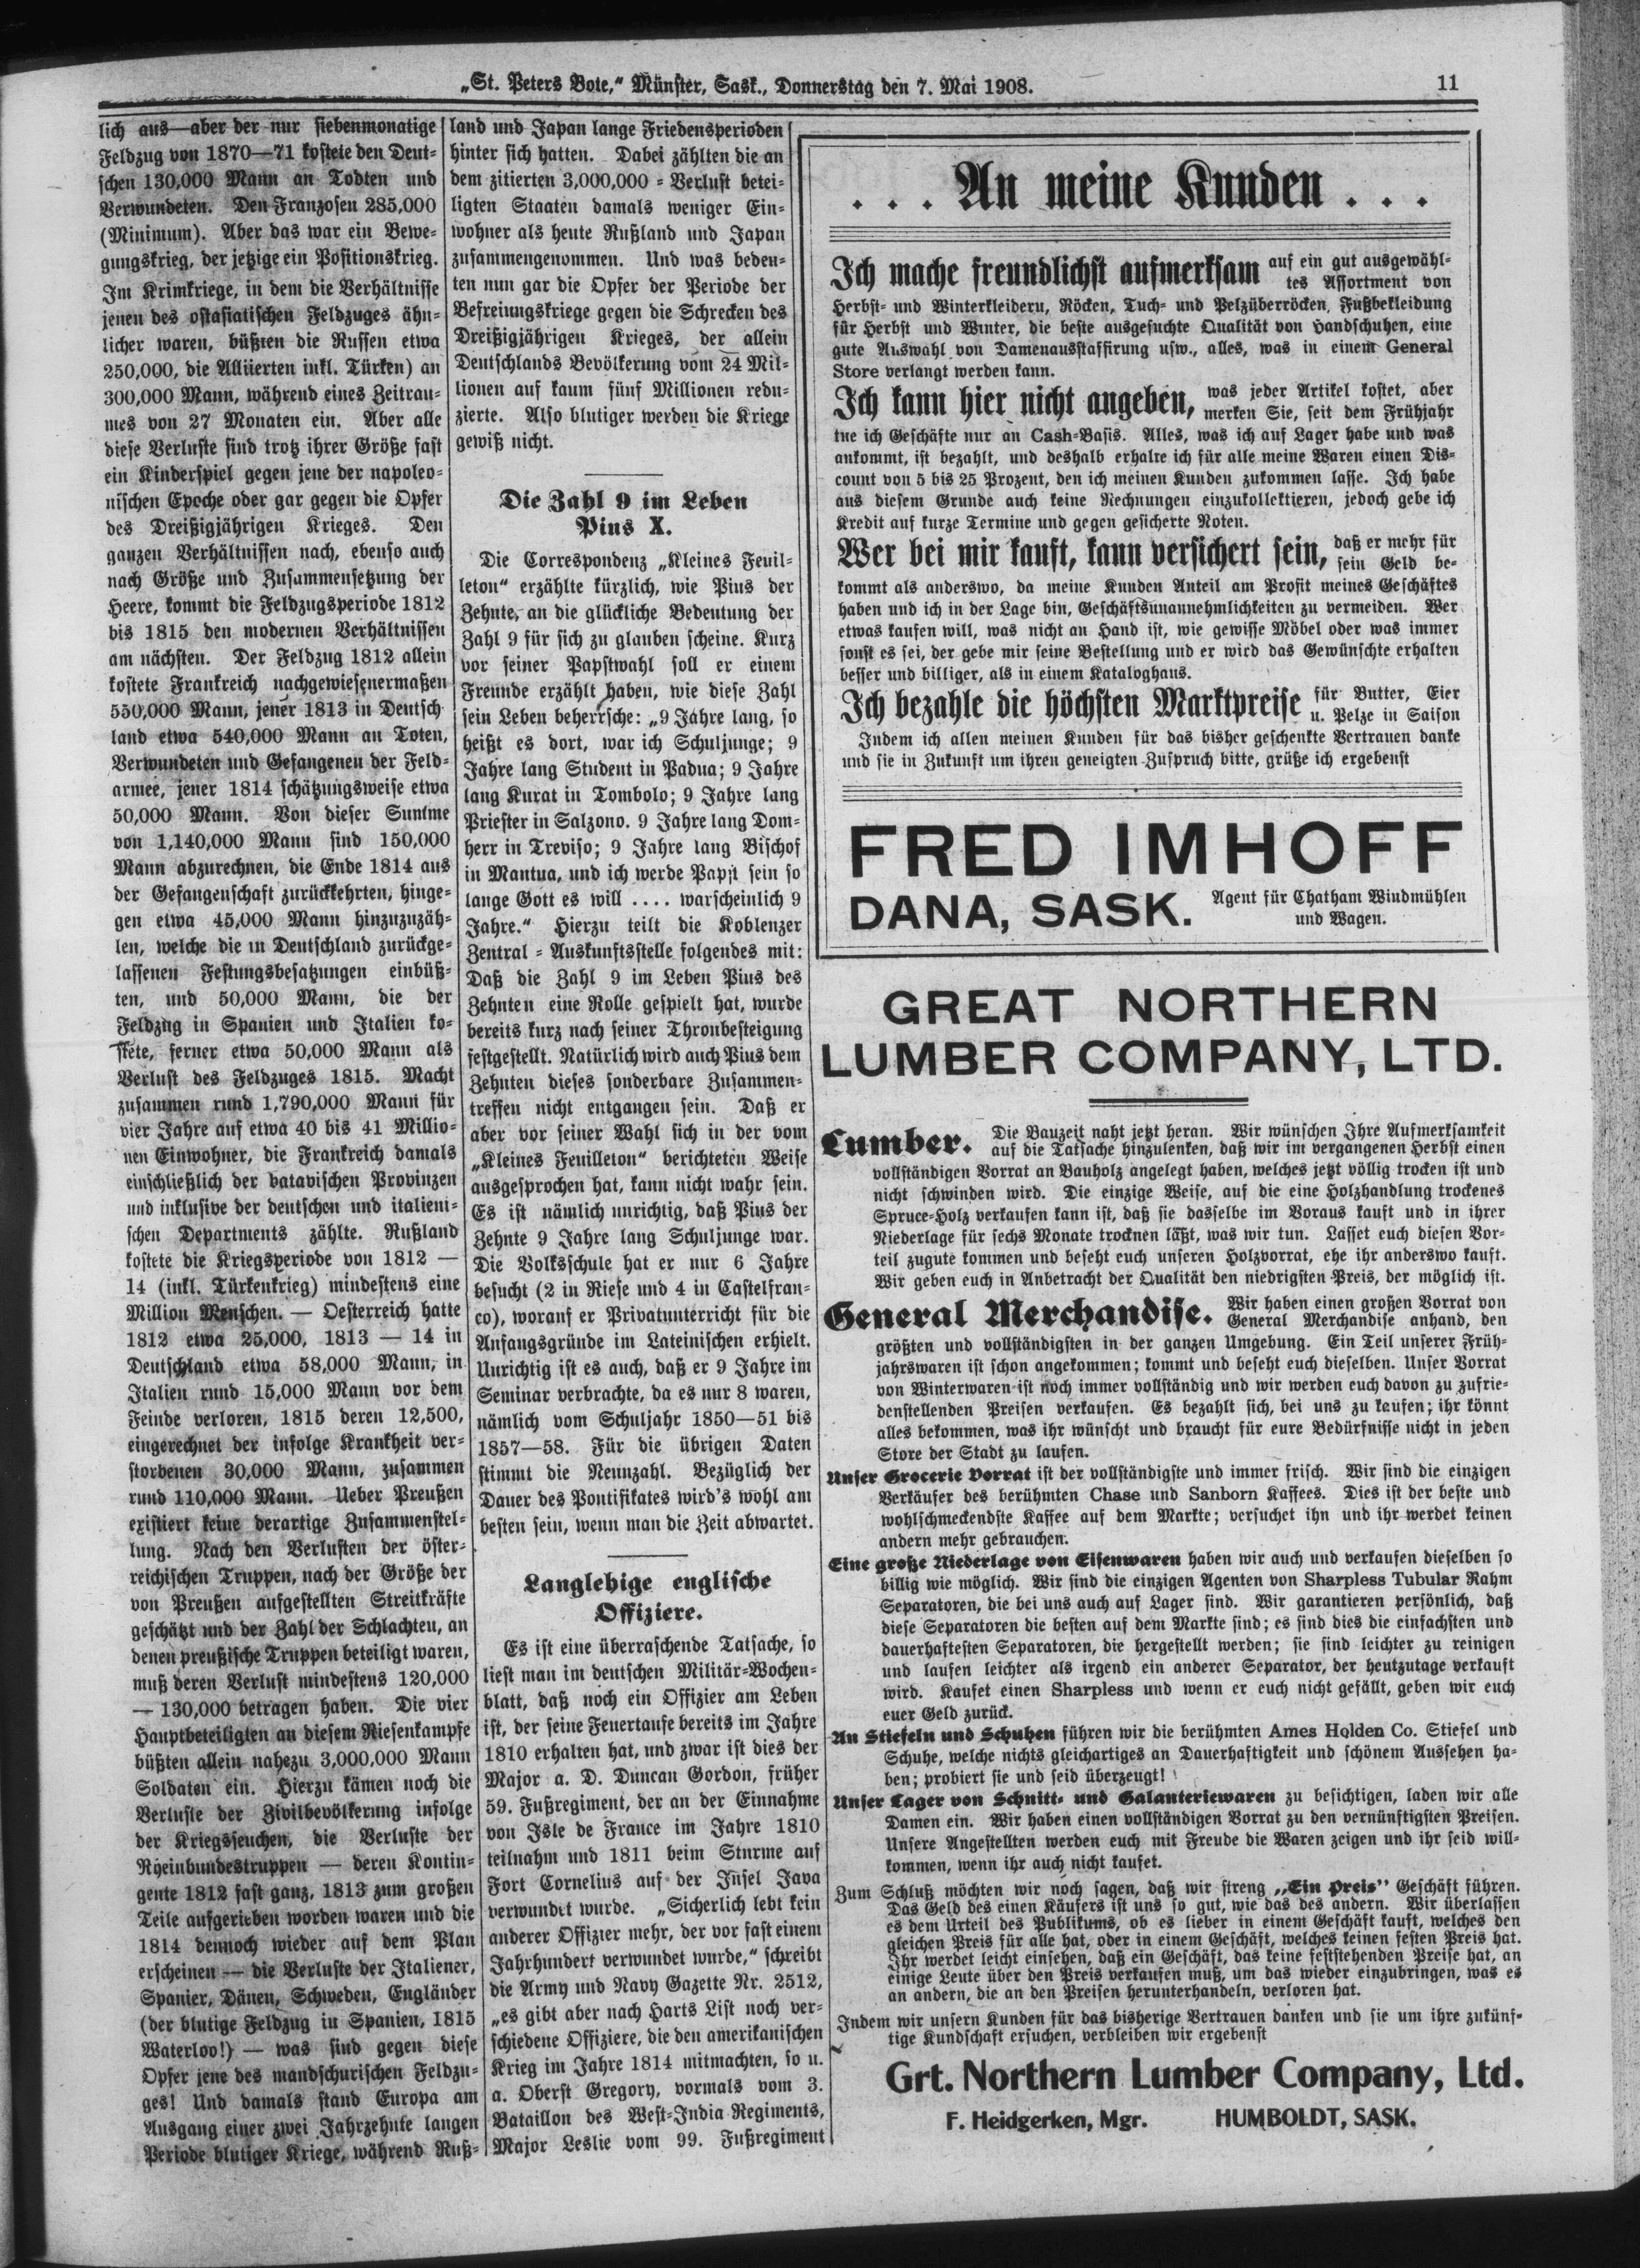 „St. Peters Bote,“ Münster, Sask., Donnerstag den 7. Mai 1908.
11
lich aus—aber der nur siebenmonatige
Feldzug von 1870—71 kostete den Deut-
schen 130,000 Mann an Todten und
Verwundeten. Den Franzosen 285,000
(Minimum). Aber das war ein Bewe-
gungskrieg, der jetzige ein Positionskrieg.
Im Krimkriege, in dem die Verhältnisse
jenen des ostasiatischen Feldzuges ähn-
licher waren, büßten die Russen etwa
250,000, die Alliierten inkl. Türken) an
300,000 Mann, während eines Zeitrau-
mes von 27 Monaten ein. Aber alle
diese Verluste sind trotz ihrer Größe fast
ein Kinderspiel gegen jene der napoleo-
nischen Epoche oder gar gegen die Opfer
des Dreißigjährigen Krieges. Den
ganzen Verhältnissen nach, ebenso auch
nach Größe und Zusammensetzung der
Heere, kommt die Feldzugsperiode 1812
bis 1815 den modernen Verhältnissen
am nächsten. Der Feldzug 1812 allein
kostete Frankreich nachgewiesenermaßen
550,000 Mann, jener 1813 in Deutsch
land etwa 540,000 Mann an Toten,
Verwundeten und Gefangenen der Feld-
armee, jener 1814 schätzungsweise etwa
50,000 Mann. Von dieser Summe
von 1,140,000 Mann sind 150,000
Mann abzurechnen, die Ende 1814 aus
der Gefangenschaft zurückkehrten, hinge-
gen etwa 45,000 Mann hinzuzuzäh-
len, welche die in Deutschland zurückge-
lassenen Festungsbesatzungen einbüß-
ten, und 50,000 Mann, die der
Feldzug in Spanien und Italien ko-
stete, ferner etwa 50,000 Mann als
Verlust des Feldzuges 1815. Macht
zusammen rund 1,790,000 Mann für
vier Jahre auf etwa 40 bis 41 Millio-
nen Einwohner, die Frankreich damals
einschließlich der batavischen Provinzen
und inklusive der deutschen und italieni-
schen Departments zählte. Rußland
kostete die Kriegsperiode von 1812 —
14 (inkl. Türkenkrieg) mindestens eine
Million Menschen. — Oesterreich hatte
1812 etwa 25,000, 1813 — 14 in
Deutschland etwa 58,000 Mann, in
Italien rund 15,000 Mann vor dem
Feinde verloren, 1815 deren 12,500,
eingerechnet der infolge Krankheit ver-
storbenen 30,000 Mann, zusammen
rund 110,000 Mann. Ueber Preußen
existiert keine derartige Zusammenstel-
lung. Nach den Verlusten der öster-
reichischen Truppen, nach der Größe der
von Preußen aufgestellten Streitkräfte
geschätzt und der Zahl der Schlachten, an
denen preußische Truppen beteiligt waren,
muß deren Verlust mindestens 120,000
— 130,000 betragen haben. Die vier
Hauptbeteiligten an diesem Riesenkampfe
büßten allein nahezu 3,000,000 Mann
Soldaten ein. Hierzu kämen noch die
Verluste der Zivilbevölkerung infolge
der Kriegsseuchen, die Verluste der
Rheinbundestruppen — deren Kontin-
gente 1812 fast ganz, 1813 zum großen
Teile aufgerieben worden waren und die
1814 dennoch wieder auf dem Plan
erscheinen — die Verluste der Italiener,
Spanier, Dänen, Schweden, Engländer
(der blutige Feldzug in Spanien, 1815
Waterloo!) — was sind gegen diese
Opfer jene des mandschurischen Feldzu-
ges! Und damals stand Europa am
Ausgang einer zwei Jahrzehnte langen
Periode blutiger Kriege, während Ruß-
land und Japan lange Friedensperioden
hinter sich hatten. Dabei zählten die an
dem zitierten 3,000,000 = Verlust betei-
ligten Staaten damals weniger Ein-
wohner als heute Rußland und Japan
zusammengenommen. Und was bedeu-
ten nun gar die Opfer der Periode der
Befreiungskriege gegen die Schrecken des
Dreißigjährigen Krieges, der allein
Deutschlands Bevölkerung vom 24 Mil-
lionen auf kaum fünf Millionen redu-
zierte. Also blutiger werden die Kriege
gewiß nicht.
Die Zahl 9 im Leben
Pius X.
Die Correspondenz „Kleines Feuil-
leton“ erzählte kürzlich, wie Pius der
Zehnte, an die glückliche Bedeutung der
Zahl 9 für sich zu glauben scheine. Kurz
vor seiner Papstwahl soll er einem
Freunde erzählt haben, wie diese Zahl
sein Leben beherrsche: „9 Jahre lang, so
heißt es dort, war ich Schuljunge; 9
Jahre lang Student in Padua; 9 Jahre
lang Kurat in Tombolo; 9 Jahre lang
Priester in Salzono. 9 Jahre lang Dom-
herr in Treviso; 9 Jahre lang Bischof
in Mantua, und ich werde Papst sein so
lange Gott es will .... warscheinlich 9
Jahre.“ Hierzu teilt die Koblenzer
Zentral = Auskunftsstelle folgendes mit:
Daß die Zahl 9 im Leben Pius des
Zehnten eine Rolle gespielt hat, wurde
bereits kurz nach seiner Thronbesteigung
festgestellt. Natürlich wird auch Pius dem
Zehnten dieses sonderbare Zusammen-
treffen nicht entgangen sein. Daß er
aber vor seiner Wahl sich in der vom
„Kleines Feuilleton“ berichteten Weise
ausgesprochen hat, kann nicht wahr sein.
Es ist nämlich unrichtig, daß Pius der
Zehnte 9 Jahre lang Schuljunge war.
Die Volksschule hat er nur 6 Jahre
besucht (2 in Riese und 4 in Castelfran-
co), worauf er Privatunterricht für die
Anfangsgründe im Lateinischen erhielt.
Unrichtig ist es auch, daß er 9 Jahre im
Seminar verbrachte, da es nur 8 waren,
nämlich vom Schuljahr 1850—51 bis
1857—58. Für die übrigen Daten
stimmt die Neunzahl. Bezüglich der
Dauer des Pontifikates wird's wohl am
besten sein, wenn man die Zeit abwartet.
Langlebige englische
Offiziere.
Es ist eine überraschende Tatsache, so
liest man im deutschen Militär-Wochen-
blatt, daß noch ein Offizier am Leben
ist, der seine Feuertaufe bereits im Jahre
1810 erhalten hat, und zwar ist dies der
Major a. D. Duncan Gordon, früher
59. Fußregiment, der an der Einnahme
von Isle de France im Jahre 1810
teilnahm und 1811 beim Sturme auf
Fort Cornelius auf der Insel Java
verwundet wurde. „Sicherlich lebt kein
anderer Offizier mehr, der vor fast einem
Jahrhundert verwundet wurde,“ schreibt
die Army und Navy Gazette Nr. 2512,
„es gibt aber nach Harts List noch ver-
schiedene Offiziere, die den amerikanischen
Krieg im Jahre 1814 mitmachten, so u.
a. Oberst Gregory, vormals vom 3.
Bataillon des West-India Regiments,
Major Leslie vom 99. Fußregiment
. . . An meine Kunden . . .
Ich mache freundlichst aufmerksam auf ein gut ausgewähl-
tes Assortment von
Herbst- und Winterkleidern, Röcken, Tuch- und Pelzüberröcken, Fußbekleidung
für Herbst und Winter, die beste ausgesuchte Qualität von Handschuhen, eine
gute Auswahl von Damenausstaffirung usw., alles, was in einem General
Store verlangt werden kann.
Ich kann hier nicht angeben, was jeder Artikel kostet, aber
merken Sie, seit dem Frühjahr
tue ich Geschäfte nur an Cash-Basis. Alles, was ich auf Lager habe und was
ankommt, ist bezahlt, und deshalb erhalte ich für alle meine Waren einen Dis-
count von 5 bis 25 Prozent, den ich meinen Kunden zukommen lasse. Ich habe
aus diesem Grunde auch keine Rechnungen einzukollektieren, jedoch gebe ich
Kredit auf kurze Termine und gegen gesicherte Noten.
Wer bei mir kauft, kann versichert sein, daß er mehr für
sein Geld be-
kommt als anderswo, da meine Kunden Anteil am Profit meines Geschäftes
haben und ich in der Lage bin, Geschäftsunannehmlichkeiten zu vermeiden. Wer
etwas kaufen will, was nicht an Hand ist, wie gewisse Möbel oder was immer
sonst es sei, der gebe mir seine Bestellung und er wird das Gewünschte erhalten
besser und billiger, als in einem Kataloghaus.
Ich bezahle die höchsten Marktpreise für Butter, Eier
u. Pelze in Saison
Indem ich allen meinen Kunden für das bisher geschenkte Vertrauen danke
und sie in Zukunft um ihren geneigten Zuspruch bitte, grüße ich ergebenst
FRED IMHOFF
DANA, SASK. Agent für Chatham Windmühlen
und Wagen.
GREAT NORTHERN
LUMBER COMPANY, LTD.
Lumber. Die Bauzeit naht jetzt heran. Wir wünschen Ihre Aufmerksamkeit
auf die Tatsache hinzulenken, daß wir im vergangenen Herbst einen
vollständigen Vorrat an Bauholz angelegt haben, welches jetzt völlig trocken ist und
nicht schwinden wird. Die einzige Weise, auf die eine Holzhandlung trockenes
Spruce-Holz verkaufen kann ist, daß sie dasselbe im Voraus kauft und in ihrer
Niederlage für sechs Monate trocknen läßt, was wir tun. Lasset euch diesen Vor-
teil zugute kommen und beseht euch unseren Holzvorrat, ehe ihr anderswo kauft.
Wir geben euch in Anbetracht der Qualität den niedrigsten Preis, der möglich ist.
General Merchandise. Wir haben einen großen Vorrat von
General Merchandise anhand, den
größten und vollständigsten in der ganzen Umgebung. Ein Teil unserer Früh-
jahrswaren ist schon angekommen; kommt und beseht euch dieselben. Unser Vorrat
von Winterwaren ist noch immer vollständig und wir werden euch davon zu zufrie-
denstellenden Preisen verkaufen. Es bezahlt sich, bei uns zu kaufen; ihr könnt
alles bekommen, was ihr wünscht und braucht für eure Bedürfnisse nicht in jeden
Store der Stadt zu laufen.
Unser Grocerie Vorrat ist der vollständigste und immer frisch. Wir sind die einzigen
Verkäufer des berühmten Chase und Sanborn Kaffees. Dies ist der beste und
wohlschmeckendste Kaffee auf dem Markte; versuchet ihn und ihr werdet keinen
andern mehr gebrauchen.
Eine große Niederlage von Eisenwaren haben wir auch und verkaufen dieselben so
billig wie möglich. Wir sind die einzigen Agenten von Sharpless Tubular Rahm
Separatoren, die bei uns auch auf Lager sind. Wir garantieren persönlich, daß
diese Separatoren die besten auf dem Markte sind; es sind dies die einfachsten und
dauerhaftesten Separatoren, die hergestellt werden; sie sind leichter zu reinigen
und laufen leichter als irgend ein anderer Separator, der heutzutage verkauft
wird. Kaufet einen Sharpless und wenn er euch nicht gefällt, geben wir euch
euer Geld zurück.
An Stiefeln und Schuhen führen wir die berühmten Ames Holden Co. Stiefel und
Schuhe, welche nichts gleichartiges an Dauerhaftigkeit und schönem Aussehen ha-
ben; probiert sie und seid überzeugt!
Unser Lager von Schnitt- und Galanteriewaren zu besichtigen, laden wir alle
Damen ein. Wir haben einen vollständigen Vorrat zu den vernünftigsten Preisen.
Unsere Angestellten werden euch mit Freude die Waren zeigen und ihr seid will-
kommen, wenn ihr auch nicht kaufet.
Zum Schluß möchten wir noch sagen, daß wir streng „Ein Preis“ Geschäft führen.
Das Geld des einen Käufers ist uns so gut, wie das des andern. Wir überlassen
es dem Urteil des Publikums, ob es lieber in einem Geschäft kauft, welches den
gleichen Preis für alle hat, oder in einem Geschäft, welches keinen festen Preis hat.
Ihr werdet leicht einsehen, daß ein Geschäft, das keine feststehenden Preise hat, an
einige Leute über den Preis verkaufen muß, um das wieder einzubringen, was es
an andern, die an den Preisen herunterhandeln, verloren hat.
Indem wir unsern Kunden für das bisherige Vertrauen danken und sie um ihre zukünf-
tige Kundschaft ersuchen, verbleiben wir ergebenst
Grt. Northern Lumber Company, Ltd.
F. Heidgerken, Mgr. HUMBOLDT, SASK.